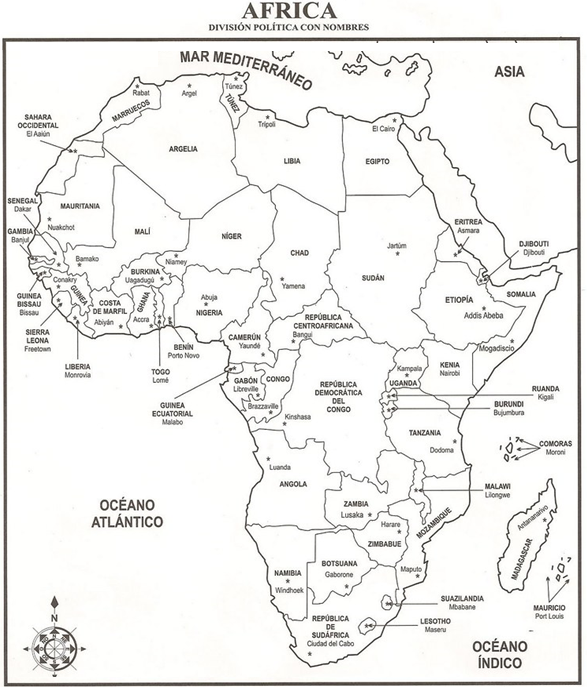 AFRICA
DIVISIÓN POLÍTICA CON NOMBRES
MAR MEDITERRÁNEO
ASIA
Rabat
MARRUECOS
Argel
Túnez
TÚNEZ
Trípoli
El Cairo
SAHARA
OCCIDENTAL
El Aaiún
ARGELIA
LIBIA
EGIPTO
SENEGAL
Dakar
MAURITANIA
Nuakchot
MALÍ
NÍGER
CHAD
Jartúm
SUDÁN
ERITREA
Asmara
GAMBIA
Banjul
Bamako
BURKINA
Uagadugú
Niamey
Yamena
DJIBOUTI
Djibouti
GUINEA
BISSAU
Bissau
Conakry
GUINEA
COSTA
DE MARFIL
Abiyán
GHANA
Accra
Abuja
NIGERIA
ETIOPÍA
Addis Abeba
SOMALIA
SIERRA
LEONA
Freetown
LIBERIA
Monrovia
TOGO
Lomé
BENÍN
Porto Novo
CAMERÚN
Yaundé
REPÚBLICA
CENTROAFRICANA
Bangui
Mogadiscio
GUINEA
ECUATORIAL
Malabo
GABÓN
Libreville
CONGO
Brazzaville
Kinshasa
REPÚBLICA
DEMOCRÁTICA
DEL
CONGO
Kampala
UGANDA
KENIA
Nairobi
RUANDA
Kigali
BURUNDI
Bujumbura
TANZANIA
Dodoma
COMORAS
Moroni
Luanda
ANGOLA
ZAMBIA
Lusaka
MALAWI
Lilongwe
MOZAMBIQUE
Harare
ZIMBABUE
Antananarivo
MADAGASCAR
OCÉANO
ATLÁNTICO
NAMIBIA
Windhoek
BOTSUANA
Gaborone
Maputo
MAURICIO
Port Louis
SUAZILANDIA
Mbabane
LESOTHO
Maseru
REPÚBLICA
DE
SUDÁFRICA
Ciudad del Cabo
OCÉANO
ÍNDICO
N